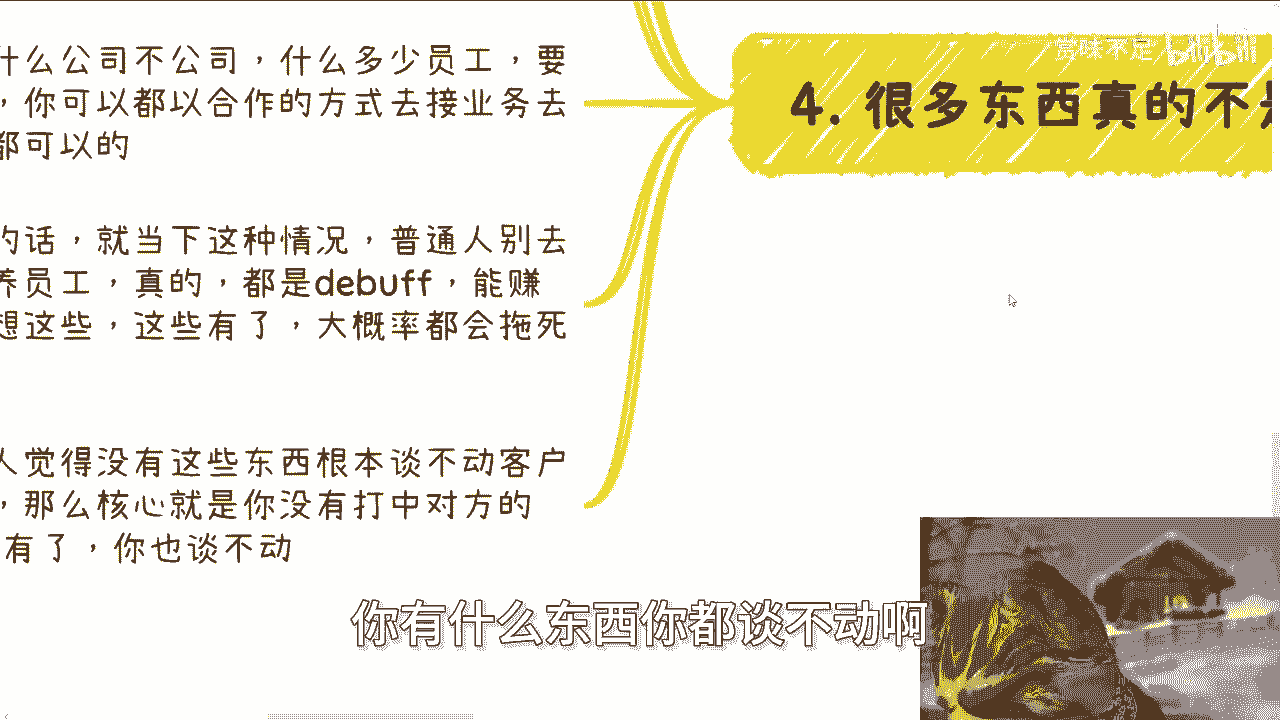 什么公司不公司，什么多少员工，要
，你可以都以合作的方式去接业务去
都可以的
的话，就当下这种情况，普通人别去
养员工，真的，都是debuff，能赚
想这些，这些有了，大概率都会拖死
人觉得没有这些东西根本谈不动客户
，那么核心就是你没有打中对方的
有了，你也谈不动
4. 很多东西真的不是
bilibili
你有什么东西你都谈不动啊